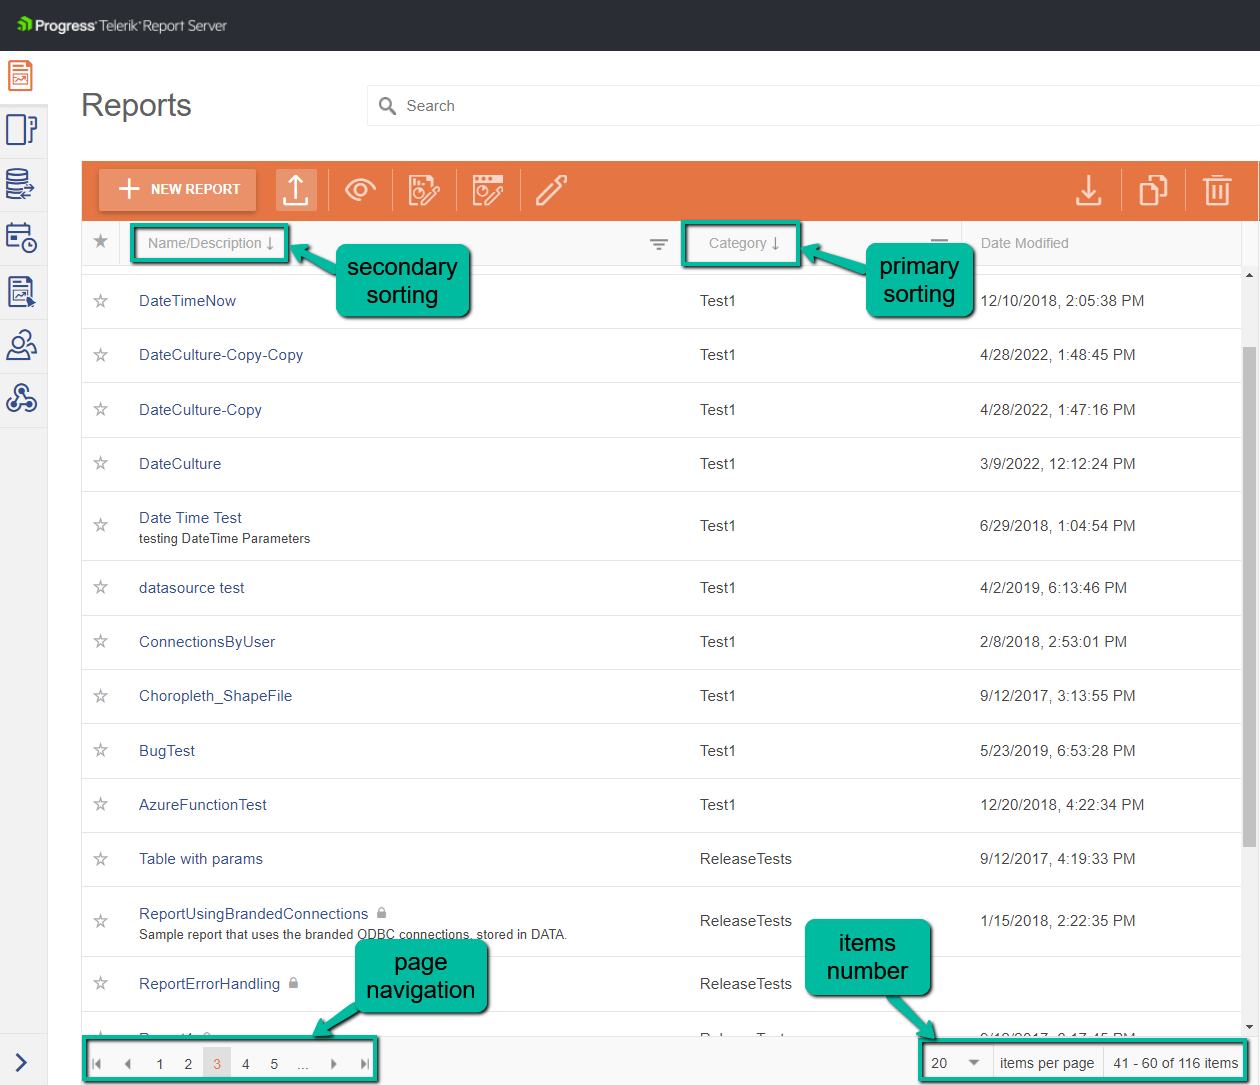 Progress Telerik Report Server
Reports
Search
NEW REPORT
Name/Description ↓
Category ↓
Date Modified
secondary
sorting
primary
sorting
DateTimeNow Test1 12/10/2018, 2:05:38 PM
DateCulture-Copy-Copy Test1 4/28/2022, 1:48:45 PM
DateCulture-Copy Test1 4/28/2022, 1:47:16 PM
DateCulture Test1 3/9/2022, 12:12:24 PM
Date Time Test
testing DateTime Parameters
Test1 6/29/2018, 1:04:54 PM
datasource test Test1 4/2/2019, 6:13:46 PM
ConnectionsByUser Test1 2/8/2018, 2:53:01 PM
Choropleth_ShapeFile Test1 9/12/2017, 3:13:55 PM
BugTest Test1 5/23/2019, 6:53:28 PM
AzureFunctionTest Test1 12/20/2018, 4:22:34 PM
Table with params ReleaseTests 9/12/2017, 4:19:33 PM
ReportUsingBrandedConnections
Sample report that uses the branded ODBC connections, stored in DATA.
ReleaseTests 1/15/2018, 2:22:35 PM
page
navigation
items
number
ReportErrorHandling ReleaseTests
1 2 3 4 5 ...
20 items per page 41 - 60 of 116 items